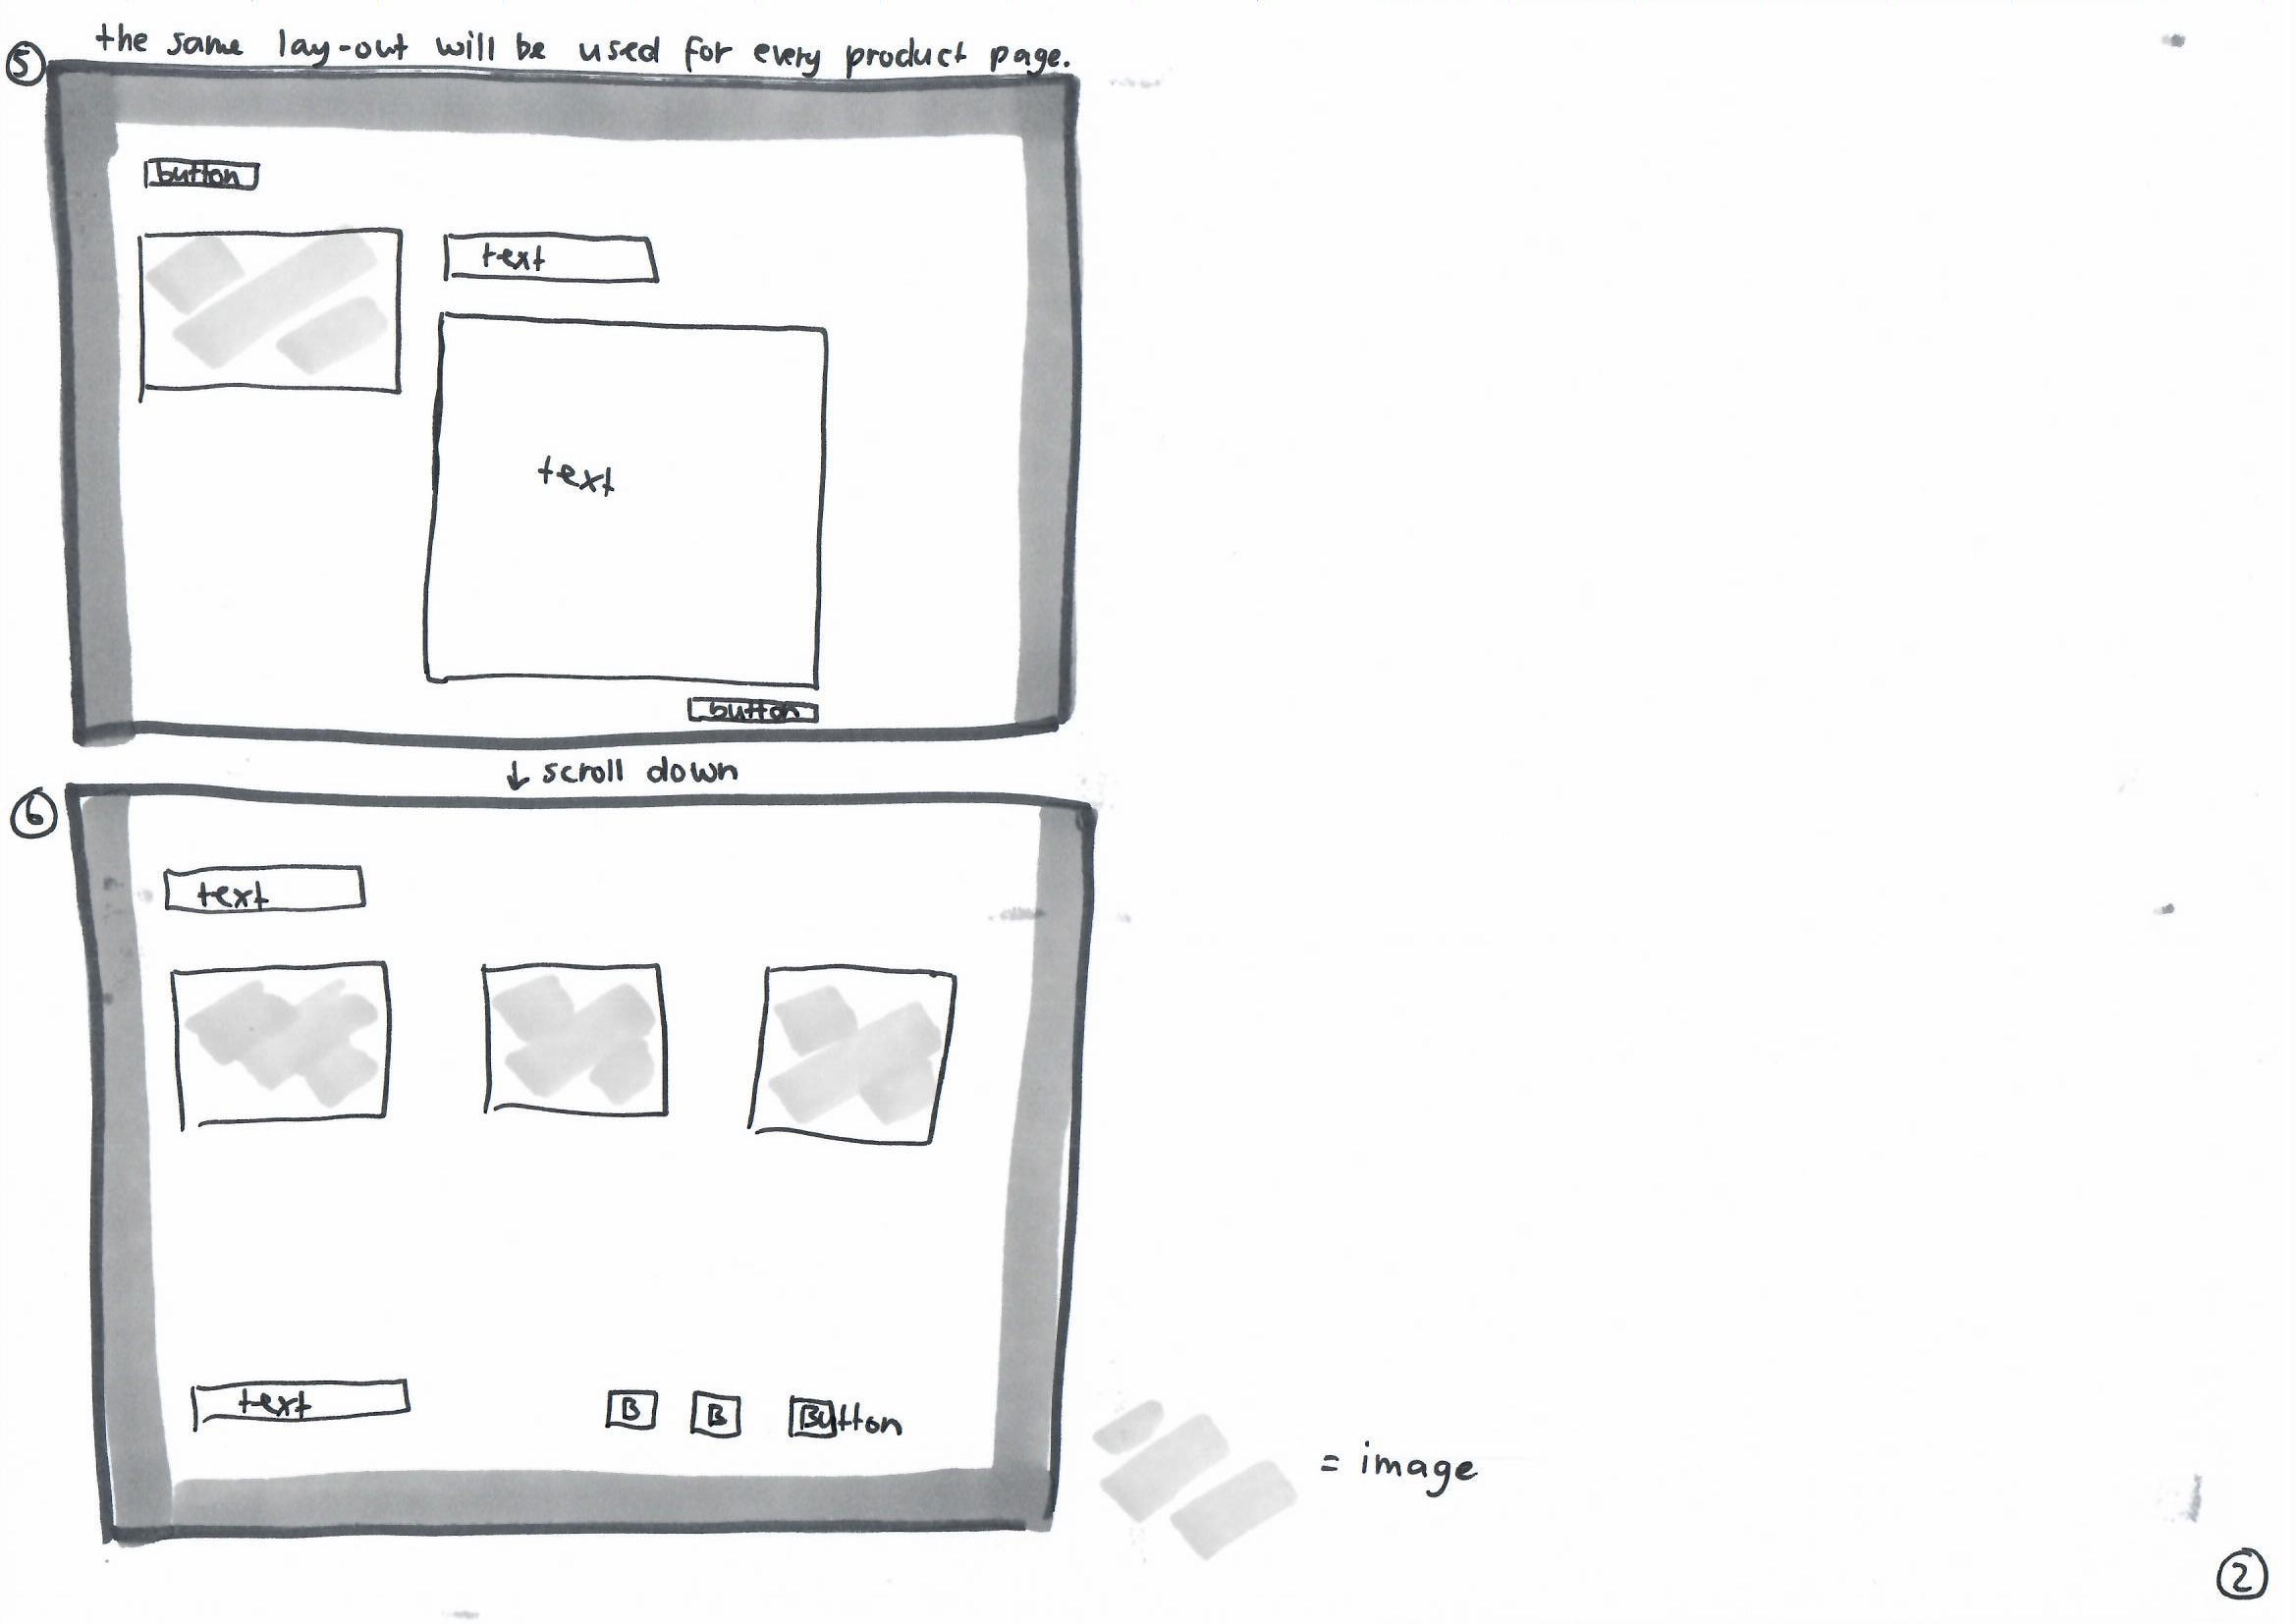 the same lay-out will be used for every product page.
5
button
text
text
button
↓ scroll down
6
text
text
B
B
Button
= image
2